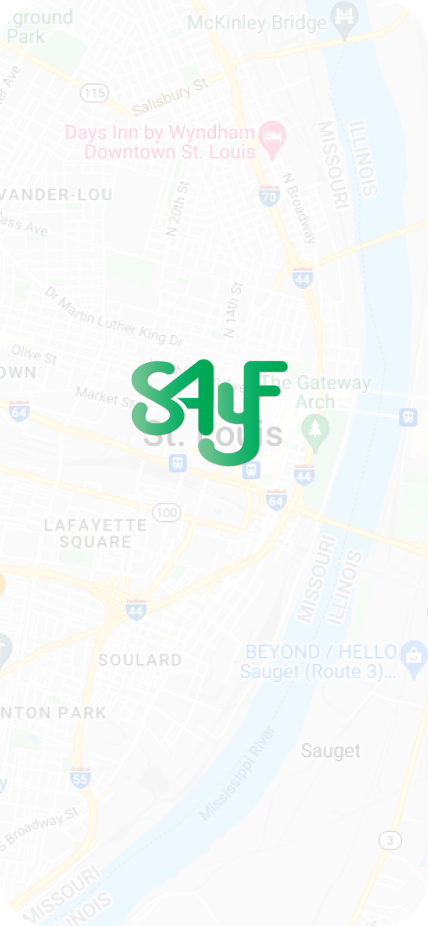 ground
Park
McKinley Bridge
115
Salisbury St
Days Inn by Wyndham
Downtown St. Louis
MISSOURI
ILLINOIS
VANDER-LOU
N 20th St
N Broadway
70
ass Ave
44
Dr Martin Luther King Dr
N 14th St
Olive St
OWN
SAyF
The Gateway
Arch
Market St
64
St. Louis
44
64
100
LAFAYETTE
SQUARE
MISSOURI
ILLINOIS
44
BEYOND / HELLO
Sauget (Route 3)...
SOULARD
NTON PARK
Mississippi River
Sauget
55
y
s Broadway St
3
MISSOURI
ILLINOIS